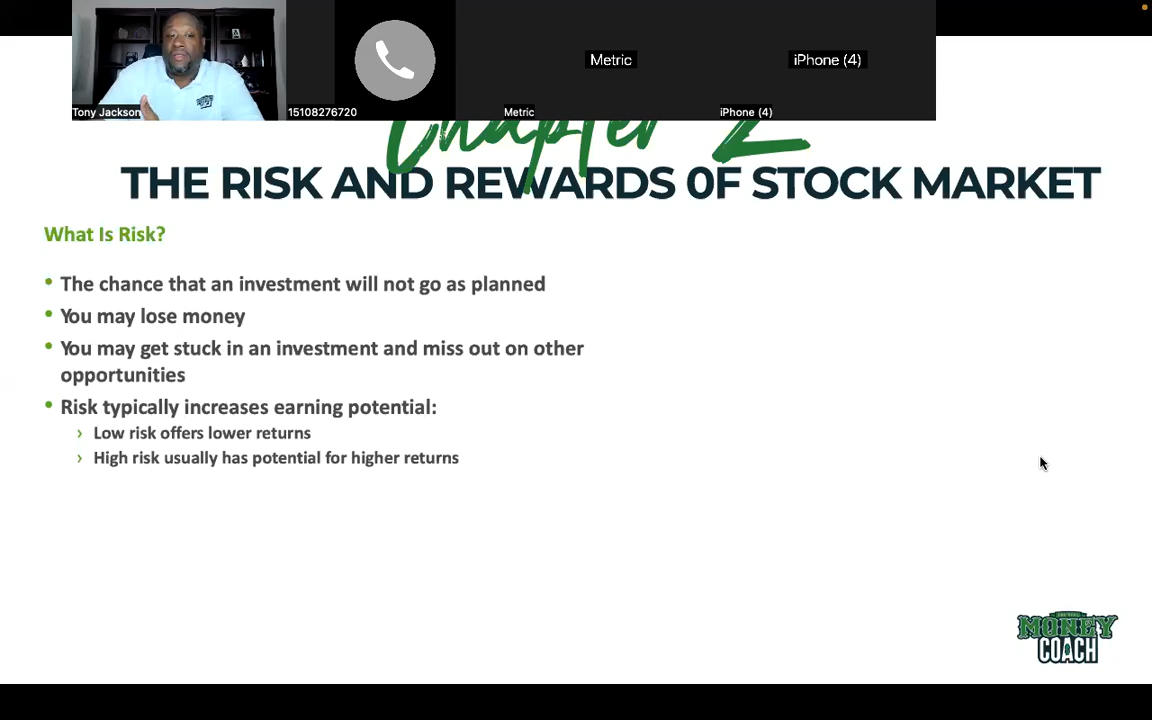 Metric
iPhone (4)
Tony Jackson
15108276720
Metric
iPhone (4)
Chapter 2
THE RISK AND REWARDS 0F STOCK MARKET
What Is Risk?
• The chance that an investment will not go as planned
• You may lose money
• You may get stuck in an investment and miss out on other
opportunities
• Risk typically increases earning potential:
› Low risk offers lower returns
› High risk usually has potential for higher returns
MONEY
COACH